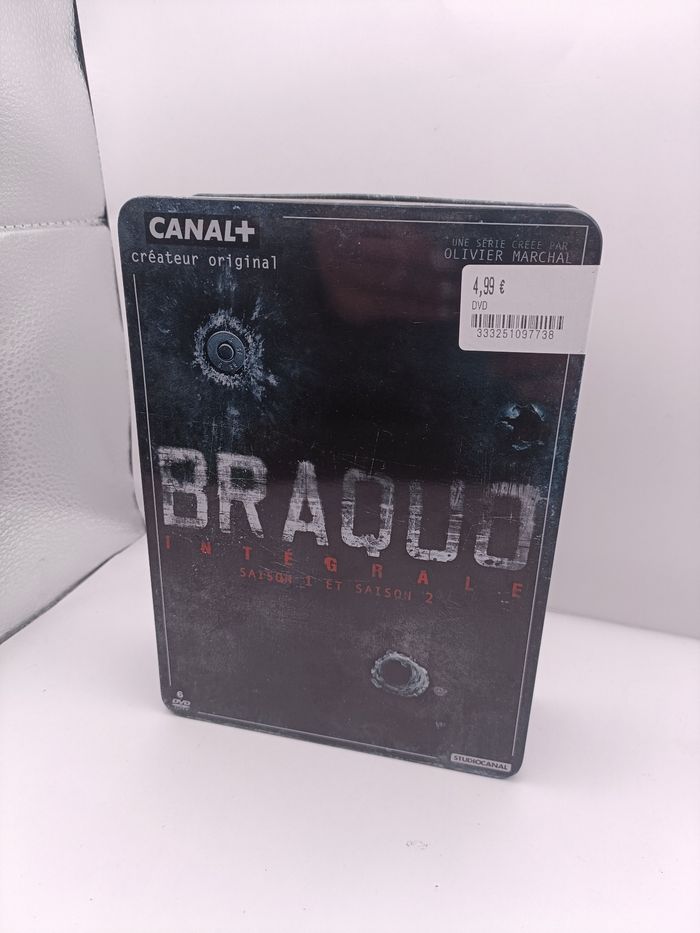 CANAL+
créateur original
UNE SÉRIE CRÉÉE PAR
OLIVIER MARCHAL
4,99 €
DVD
333251097738
BRAQUO
INTÉGRALE
SAISON 1 ET SAISON 2
6
DVD
STUDIOCANAL